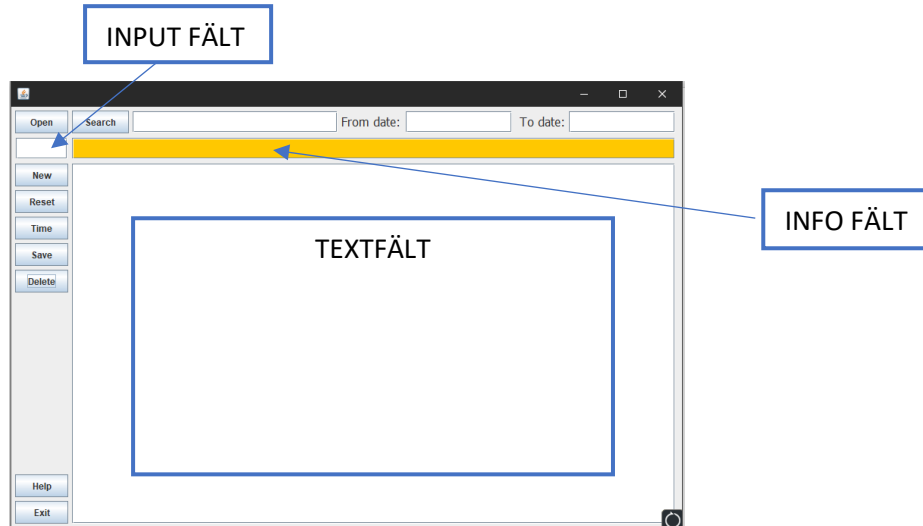 INPUT FÄLT
Open Search From date: To date:
New
Reset
Time
Save
Delete
TEXTFÄLT
INFO FÄLT
Help
Exit